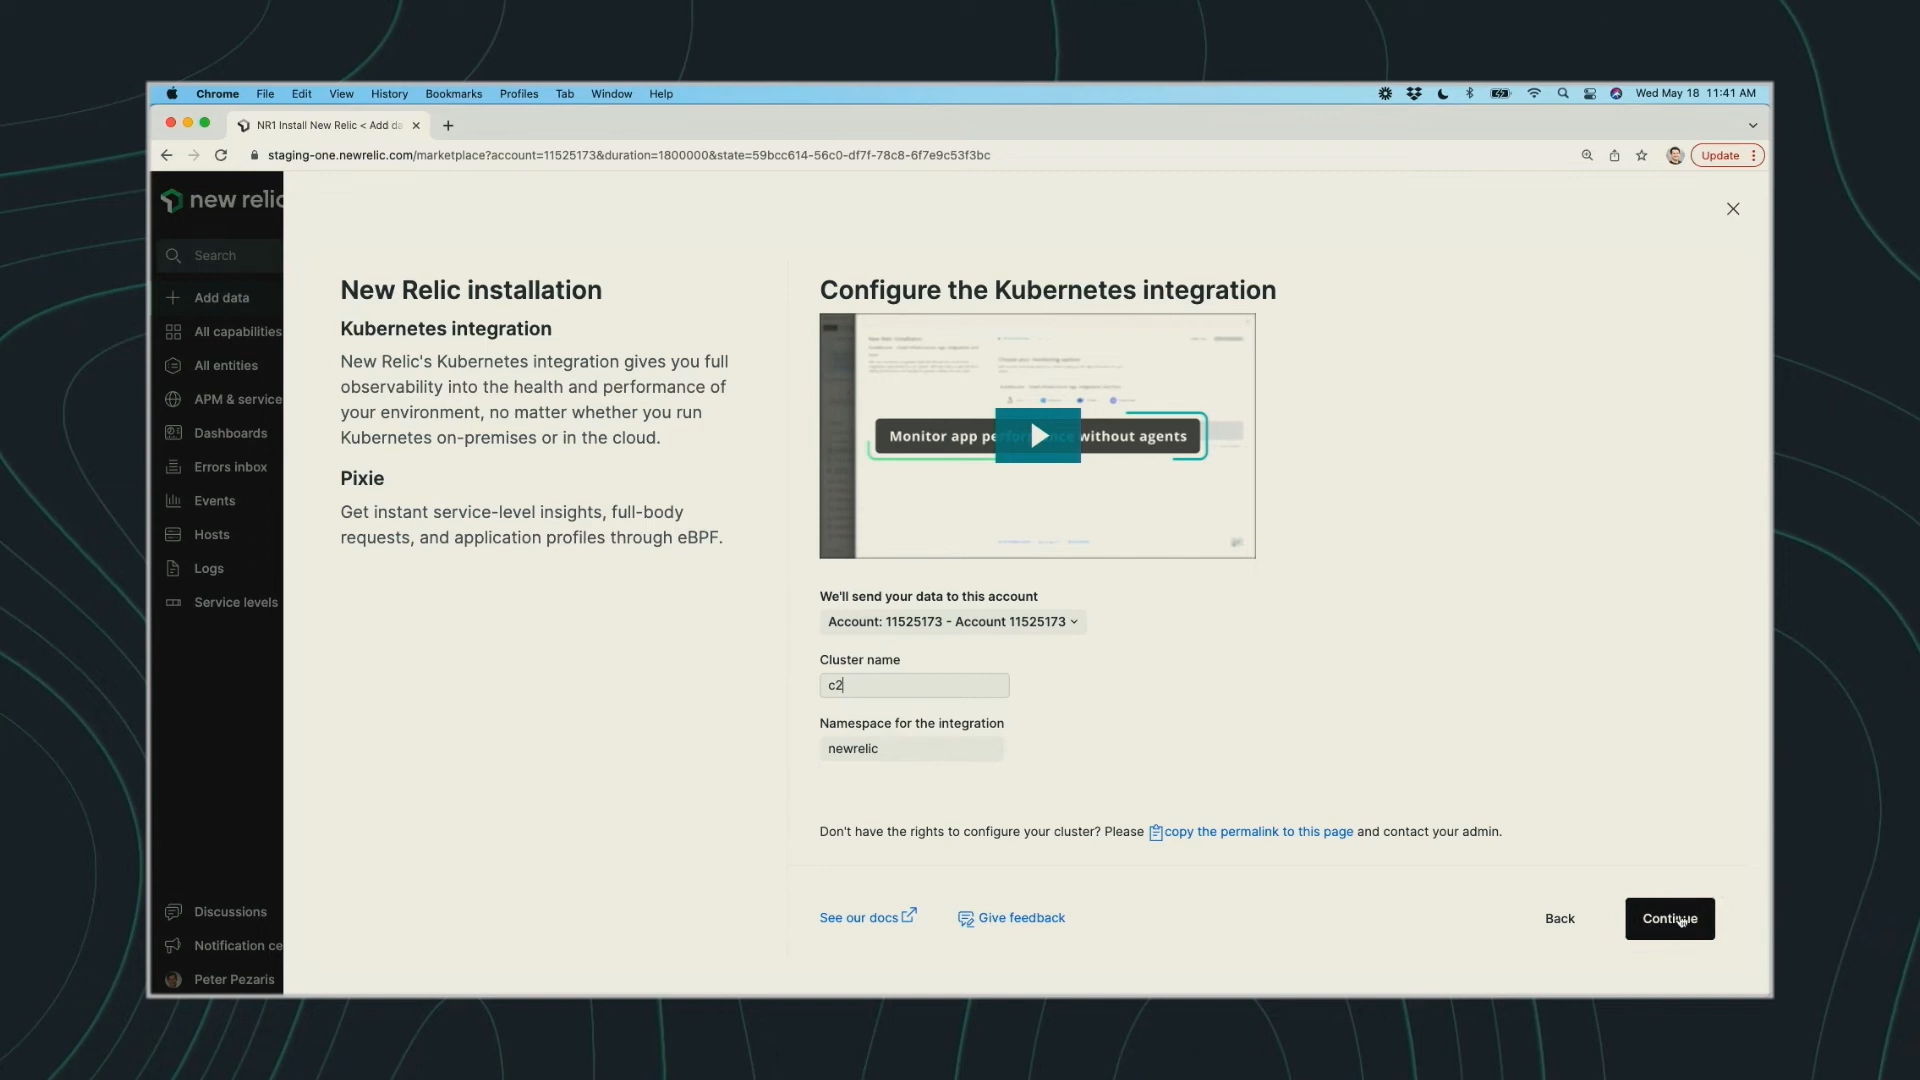 Chrome File Edit View History Bookmarks Profiles Tab Window Help
Wed May 18 11:41 AM
NR1 Install New Relic < Add da
staging-one.newrelic.com/marketplace?account=11525173&duration=1800000&state=59bcc614-56c0-df7f-78c8-6f7e9c53f3bc
Update
new relic
Search
Add data
All capabilities
All entities
APM & service
Dashboards
Errors inbox
Events
Hosts
Logs
Service levels
Discussions
Notification ce
Peter Pezaris
New Relic installation
Kubernetes integration
New Relic's Kubernetes integration gives you full
observability into the health and performance of
your environment, no matter whether you run
Kubernetes on-premises or in the cloud.
Pixie
Get instant service-level insights, full-body
requests, and application profiles through eBPF.
Configure the Kubernetes integration
Monitor app performance without agents
We'll send your data to this account
Account: 11525173 - Account 11525173
Cluster name
c2
Namespace for the integration
newrelic
Don't have the rights to configure your cluster? Please copy the permalink to this page and contact your admin.
See our docs
Give feedback
Back
Continue